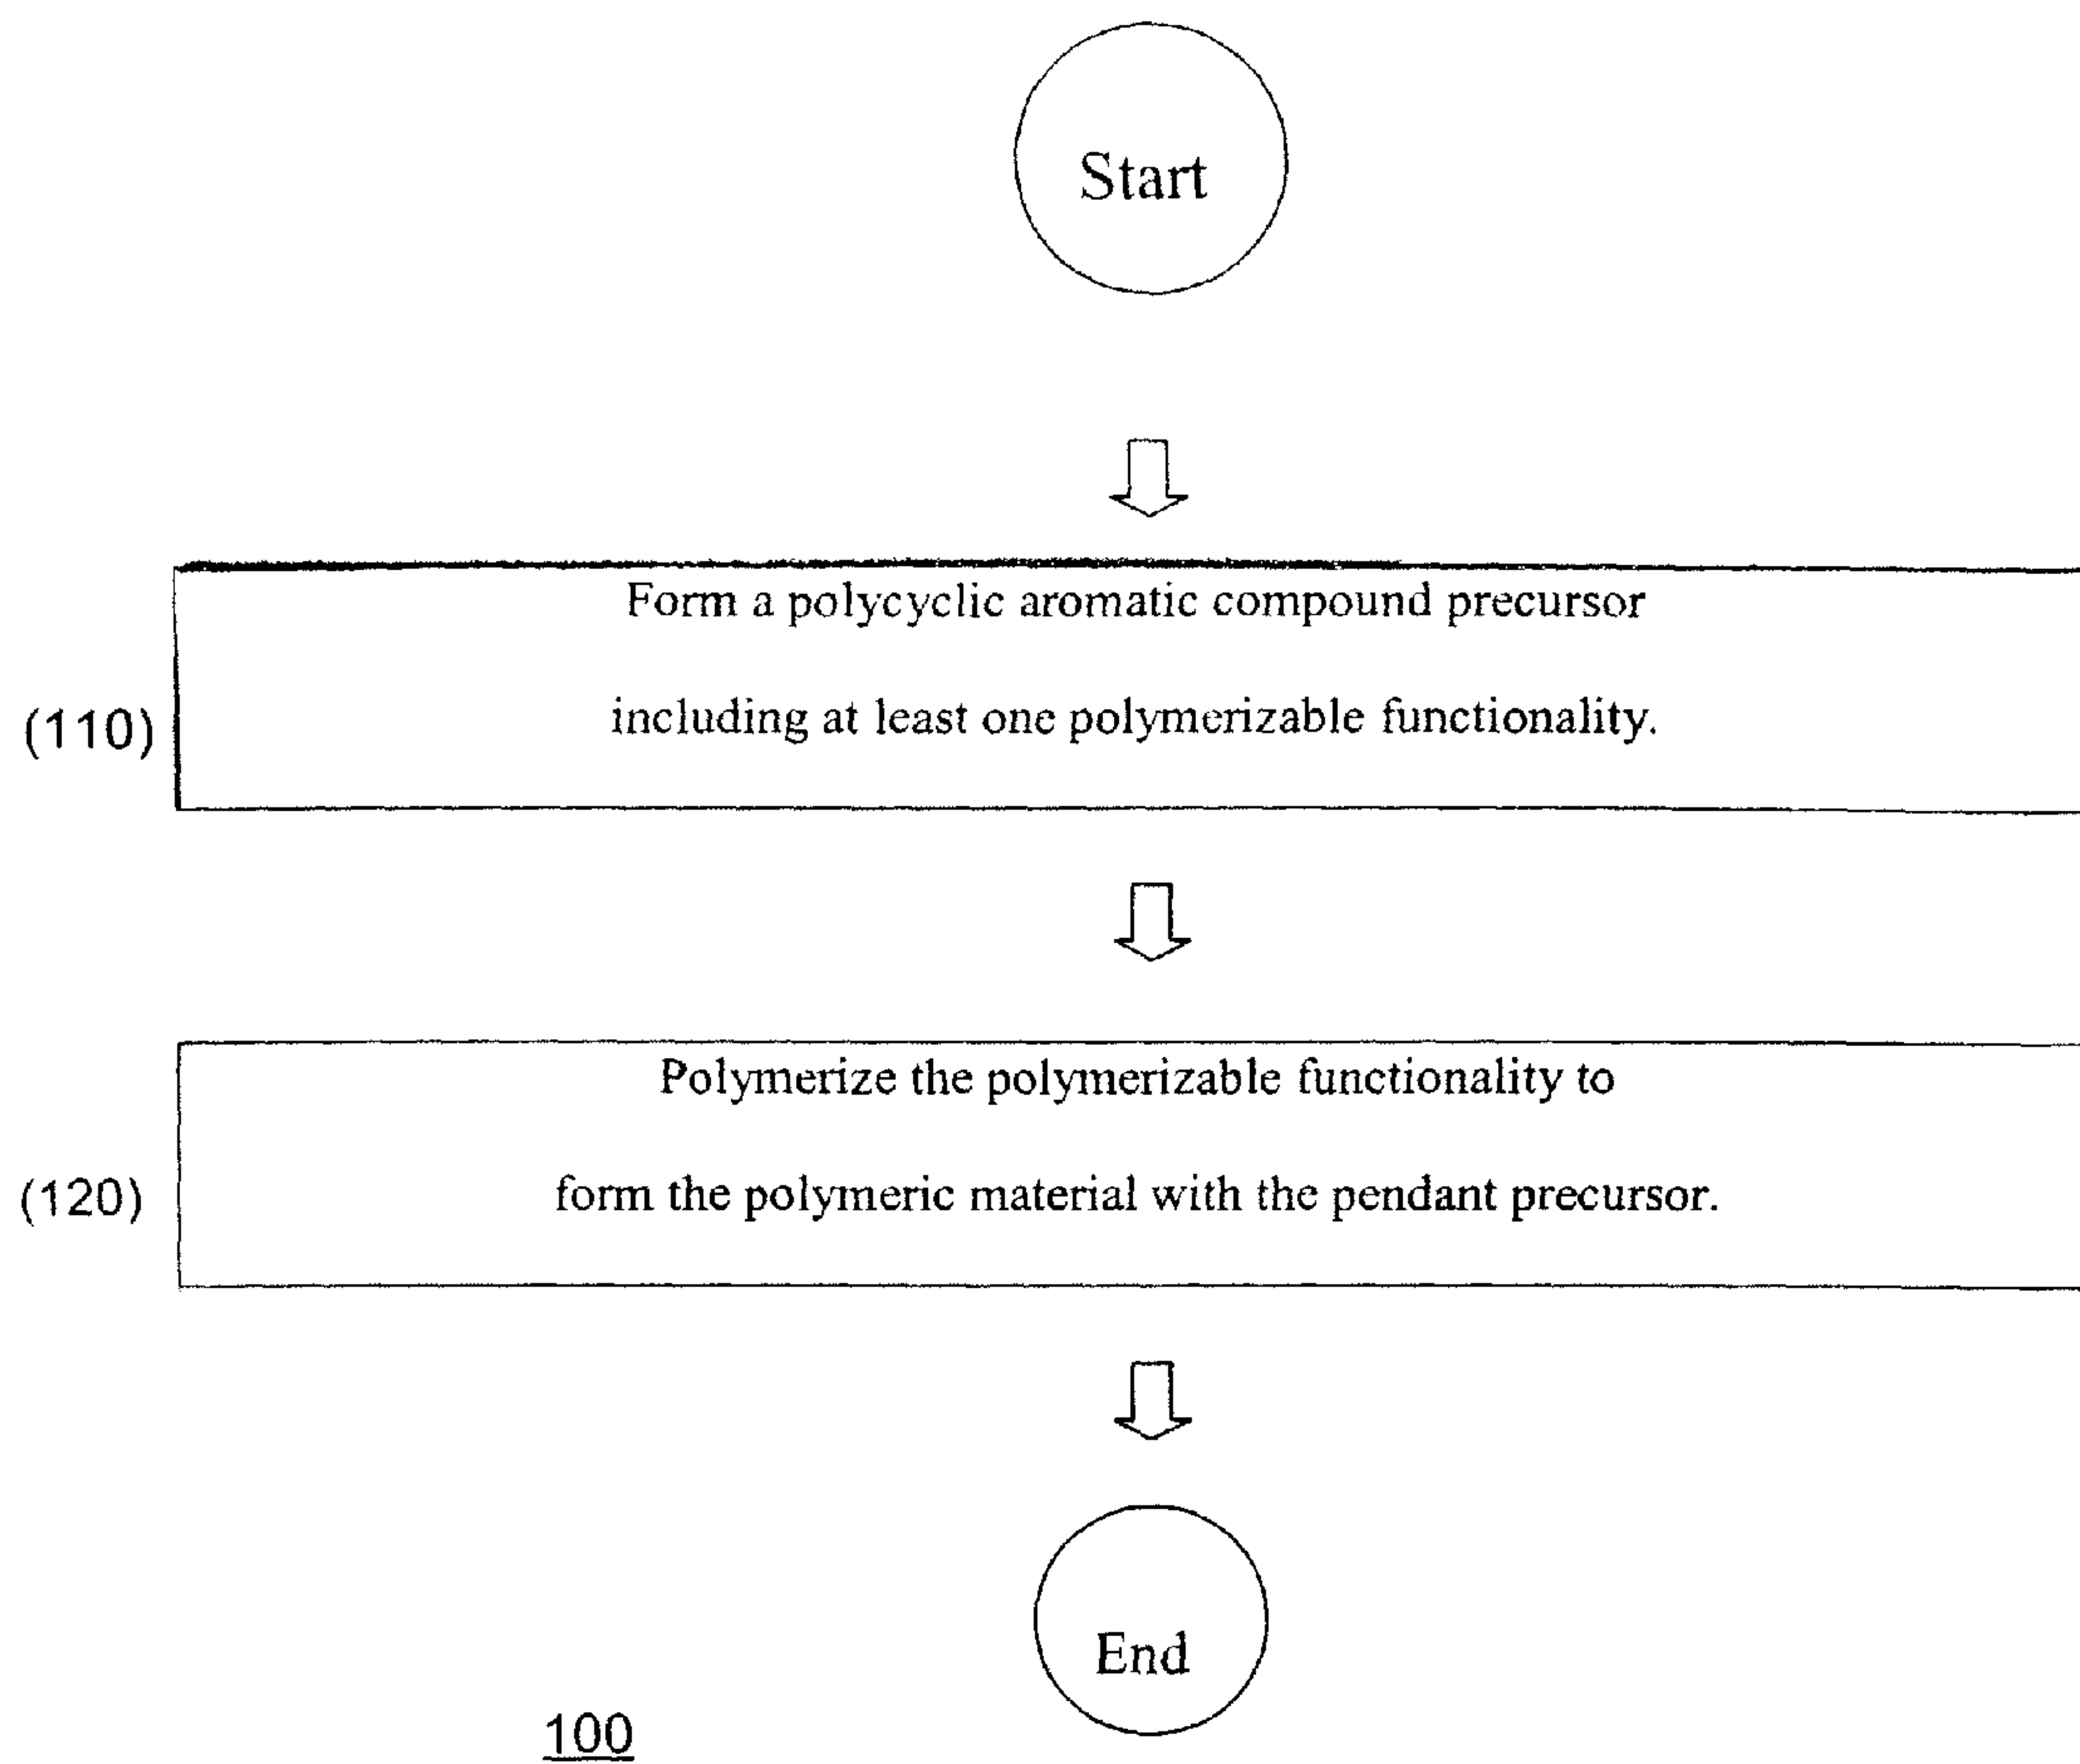 Start
Form a polycyclic aromatic compound precursor
(110)
including at least one polymerizable functionality.
Polymerize the polymerizable functionality to
(120)
form the polymeric material with the pendant precursor.
End
100